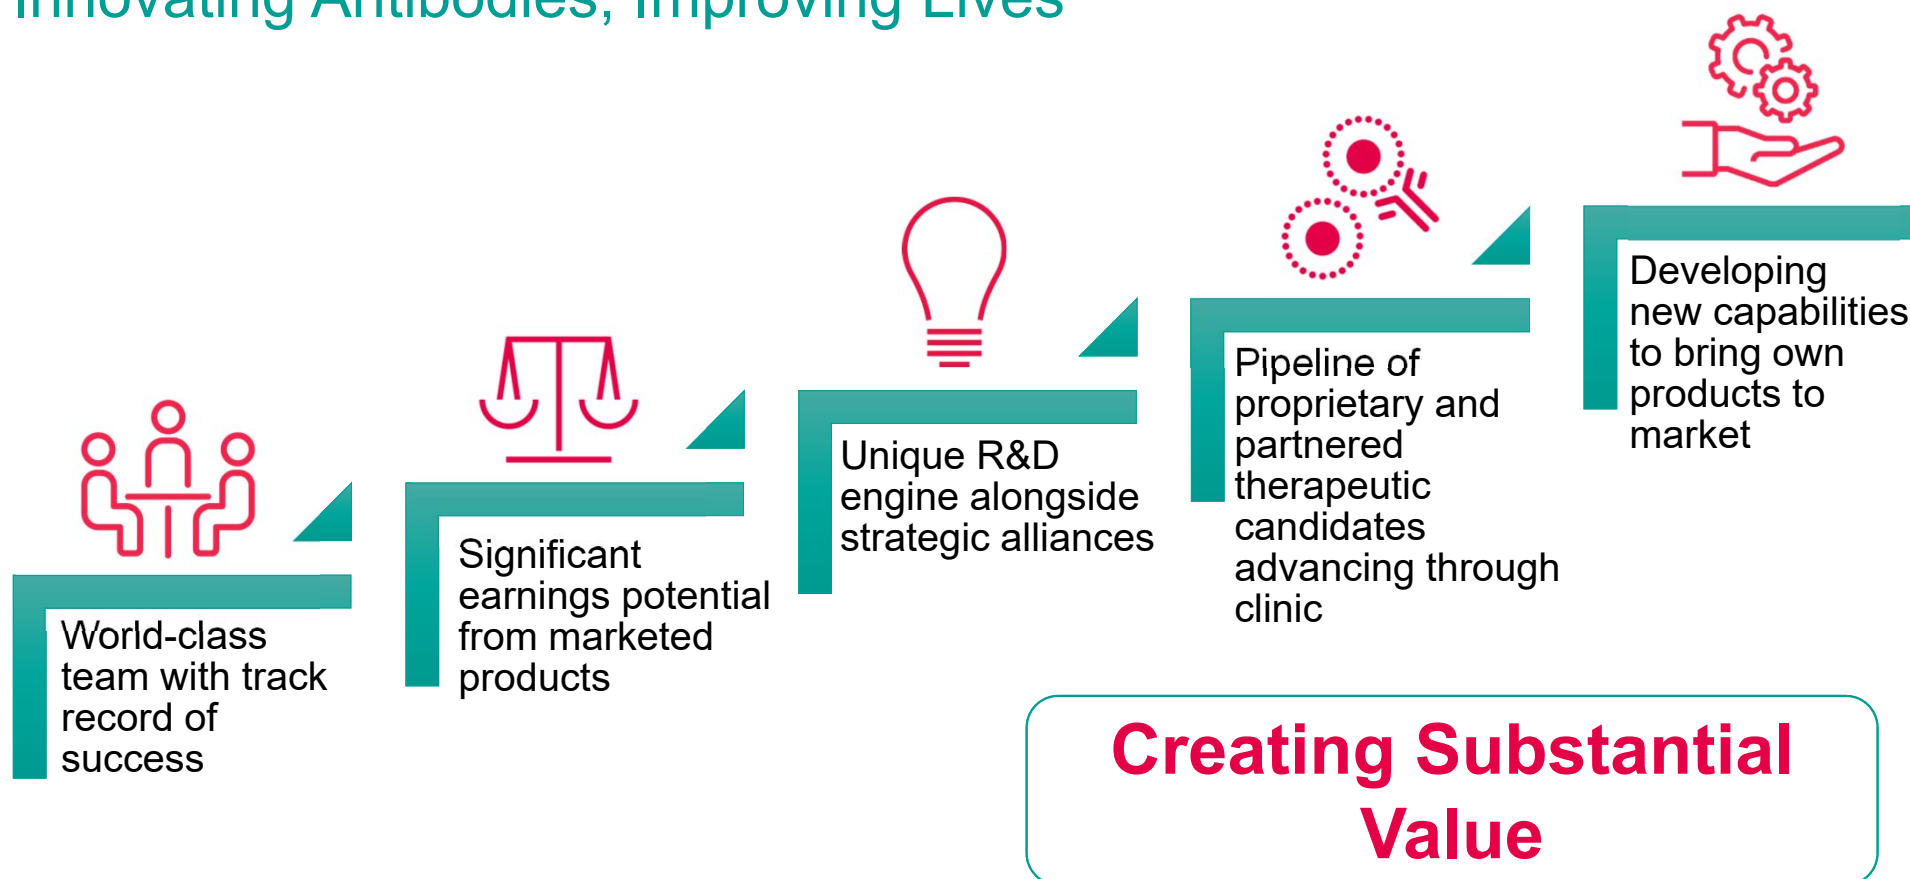 Innovating Antibodies, Improving Lives
World-class
team with track
record of
success
Significant
earnings potential
from marketed
products
Unique R&D
engine alongside
strategic alliances
Pipeline of
proprietary and
partnered
therapeutic
candidates
advancing through
clinic
Developing
new capabilities
to bring own
products to
market
Creating Substantial
Value